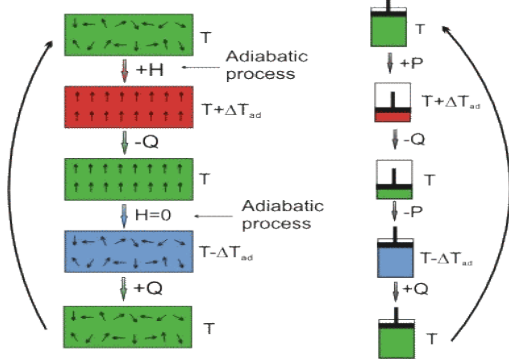 T
+H
Adiabatic
process
T+ΔTad
-Q
T
H=0
Adiabatic
process
T-ΔTad
+Q
T
T
+P
T+ΔTad
-Q
T
-P
T-ΔTad
+Q
T